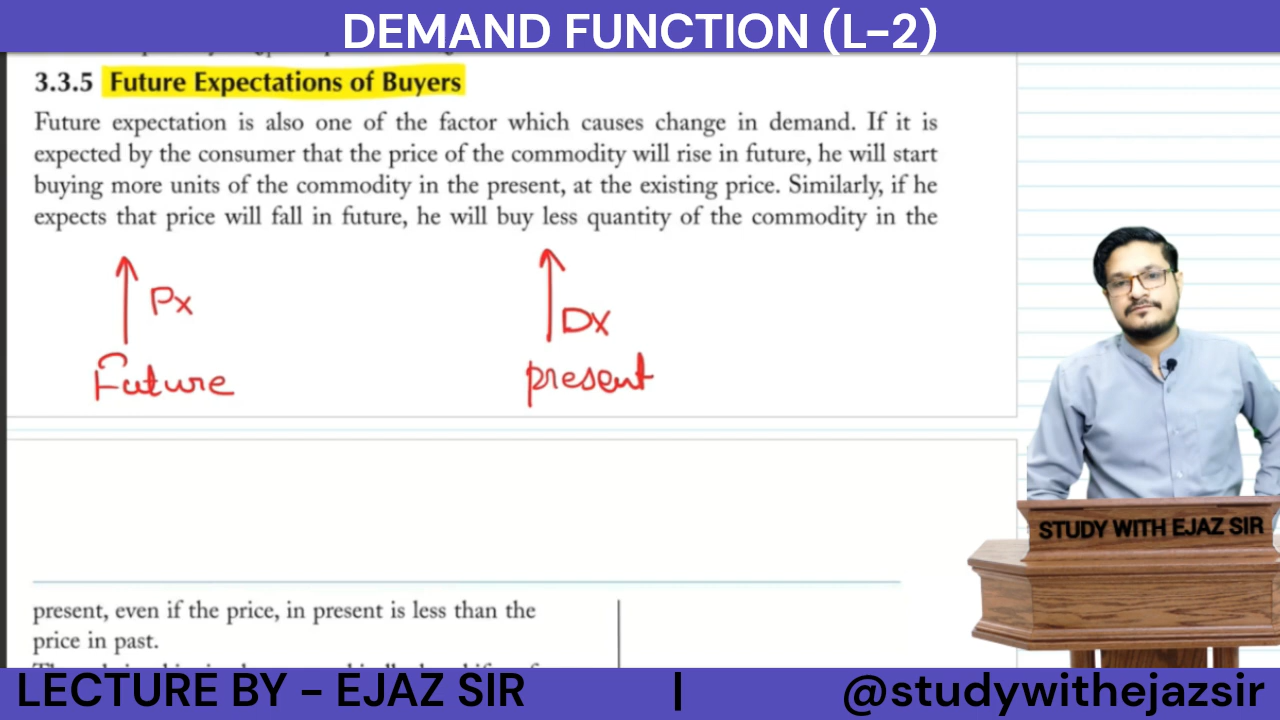 DEMAND FUNCTION (L-2)
3.3.5 Future Expectations of Buyers
Future expectation is also one of the factor which causes change in demand. If it is
expected by the consumer that the price of the commodity will rise in future, he will start
buying more units of the commodity in the present, at the existing price. Similarly, if he
expects that price will fall in future, he will buy less quantity of the commodity in the
Px
Future
Dx
present
STUDY WITH EJAZ SIR
present, even if the price, in present is less than the
price in past.
LECTURE BY - EJAZ SIR | @studywithejazsir